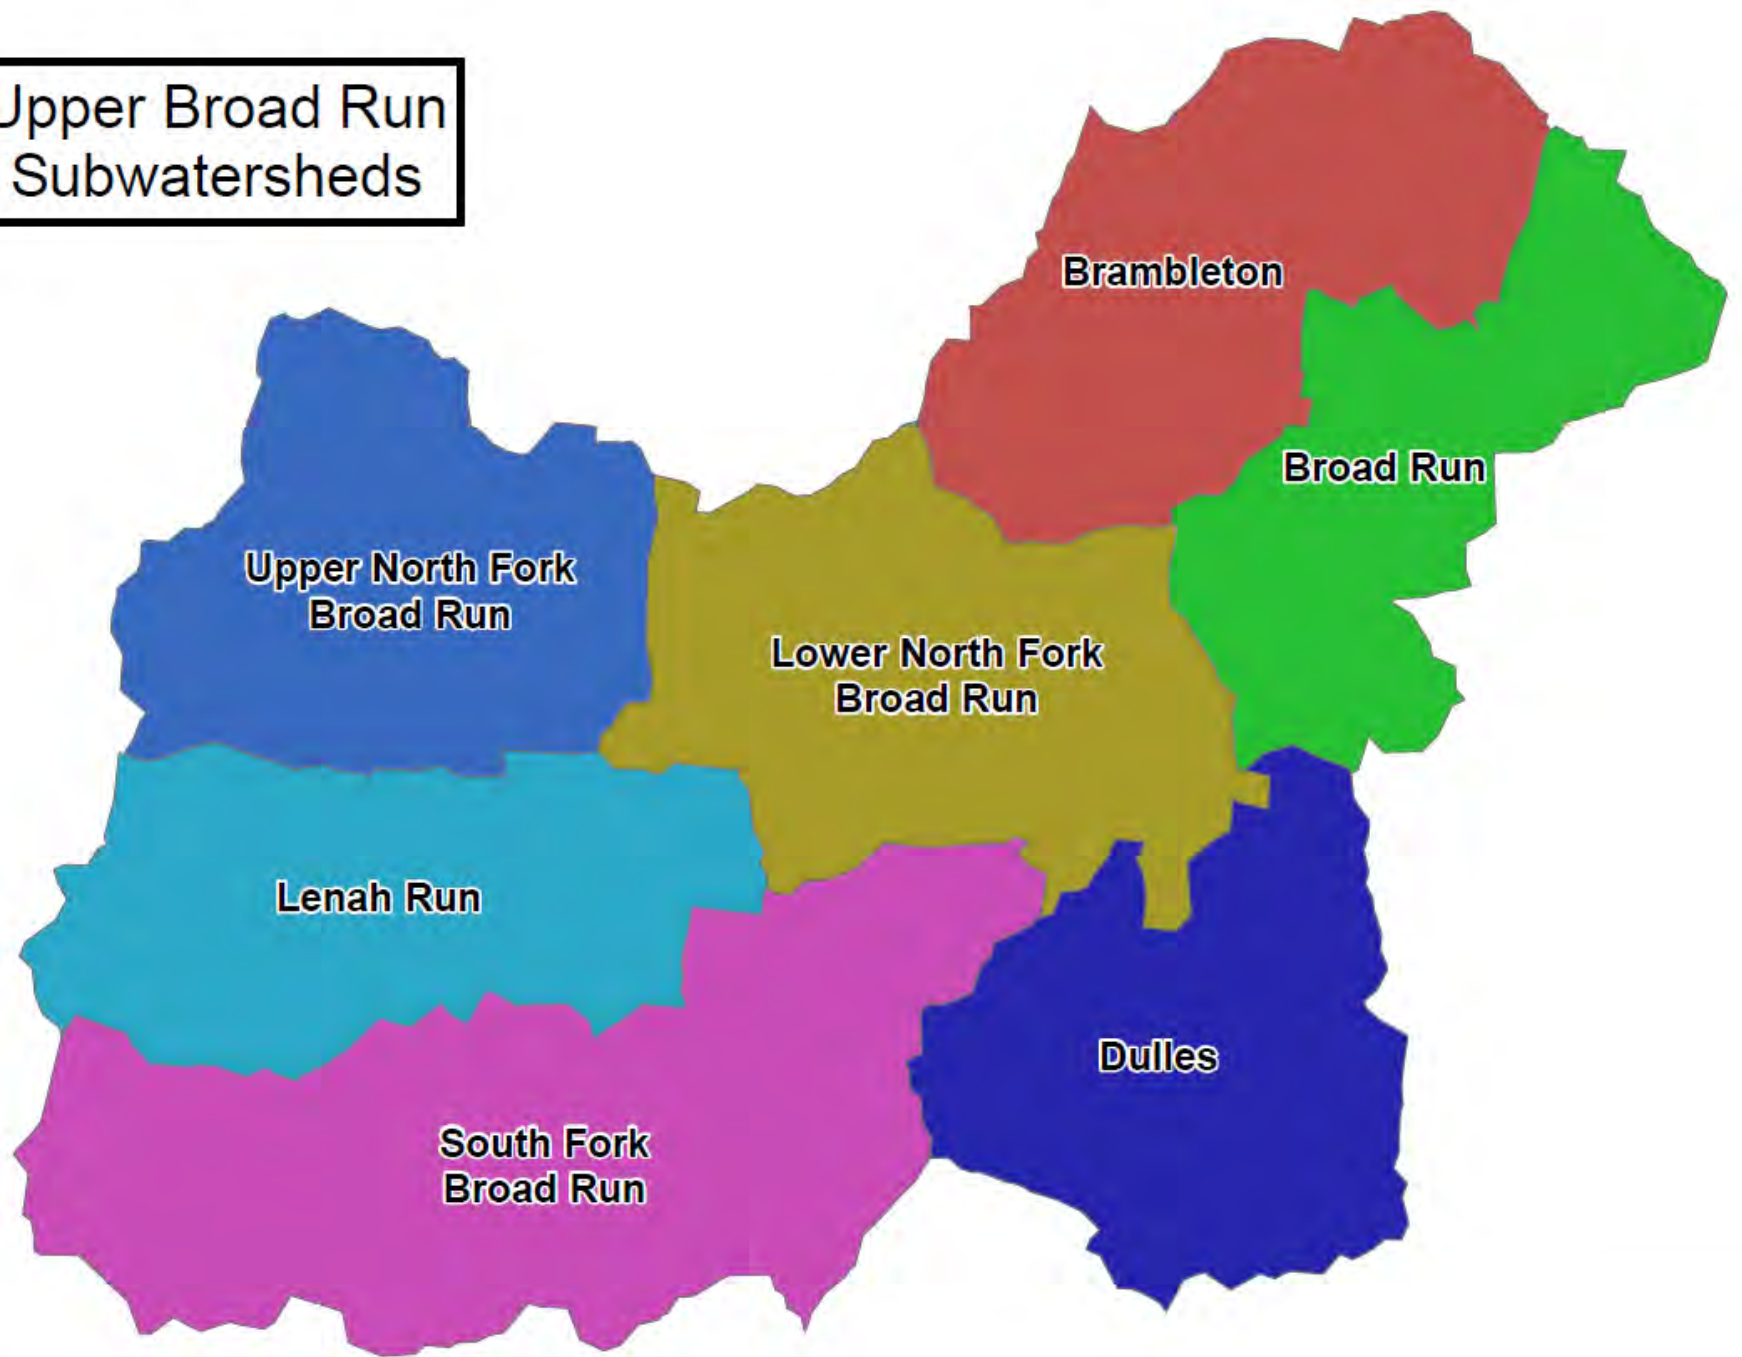 Upper Broad Run
Subwatersheds
Brambleton
Broad Run
Upper North Fork
Broad Run
Lower North Fork
Broad Run
Lenah Run
Dulles
South Fork
Broad Run